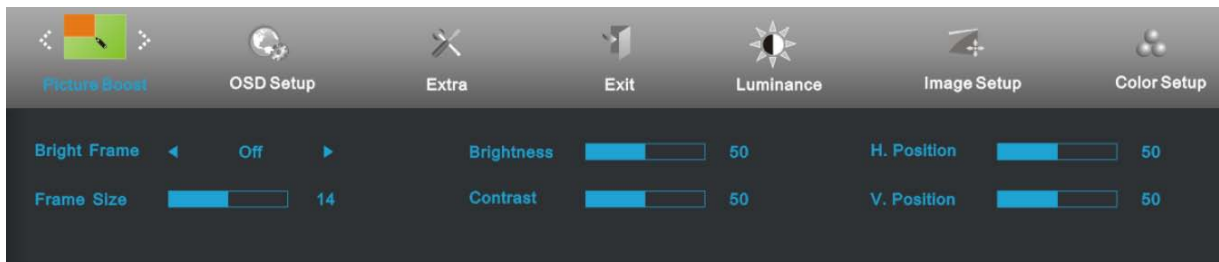 Picture Boost OSD Setup Extra Exit Luminance Image Setup Color Setup
Bright Frame Off Brightness 50 H. Position 50
Frame Size 14 Contrast 50 V. Position 50